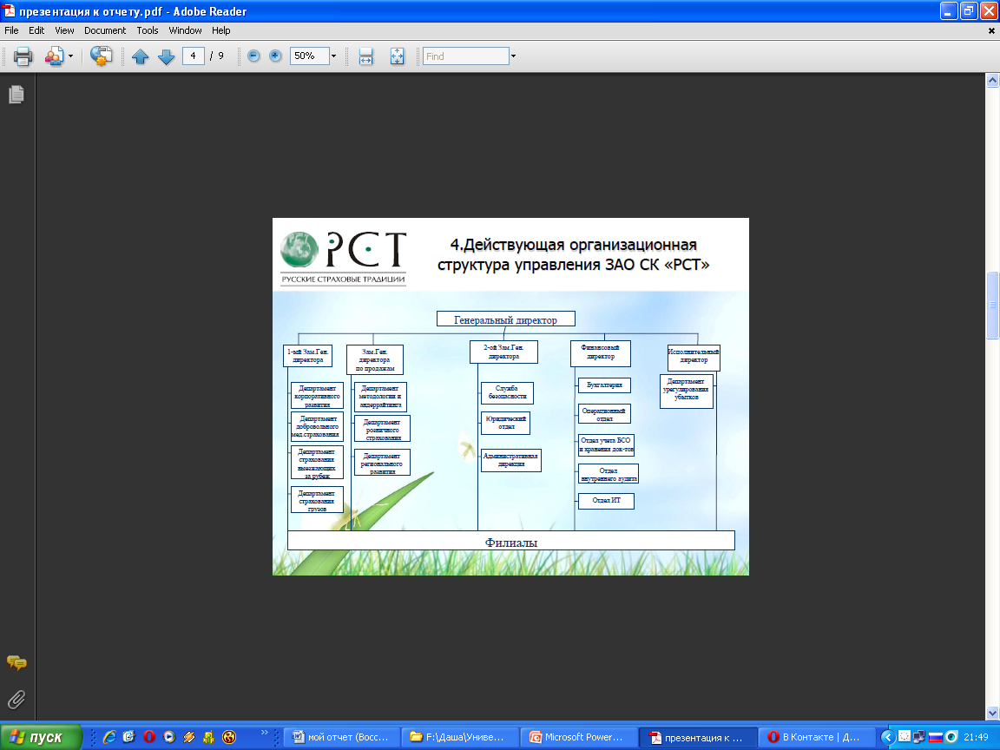 презентация к отчету.pdf - Adobe Reader
File Edit View Document Tools Window Help
4 / 9 50% Find
РСТ
РУССКИЕ СТРАХОВЫЕ ТРАДИЦИИ
4.Действующая организационная
структура управления ЗАО СК «РСТ»
Генеральный директор
1-ый Зам.Ген.
директора
Департамент
корпоративного
развития
Департамент
добровольного
мед.страхования
Департамент
страхования
выезжающих
за рубеж
Департамент
страхования
грузов
Зам.Ген.
директора
по продажам
Департамент
методологии и
андеррайтинга
Департамент
розничного
страхования
Департамент
регионального
развития
2-ой Зам.Ген.
директора
Служба
безопасности
Юридический
отдел
Административная
дирекция
Финансовый
директор
Бухгалтерия
Операционный
отдел
Отдел учета БСО
и хранения док-тов
Отдел
внутреннего аудита
Отдел ИТ
Исполнительный
директор
Департамент
урегулирования
убытков
Филиалы
пуск
мой отчет (Восс...
F:\Даша\Униве...
Microsoft Power...
презентация к ...
В Контакте | Д...
21:49